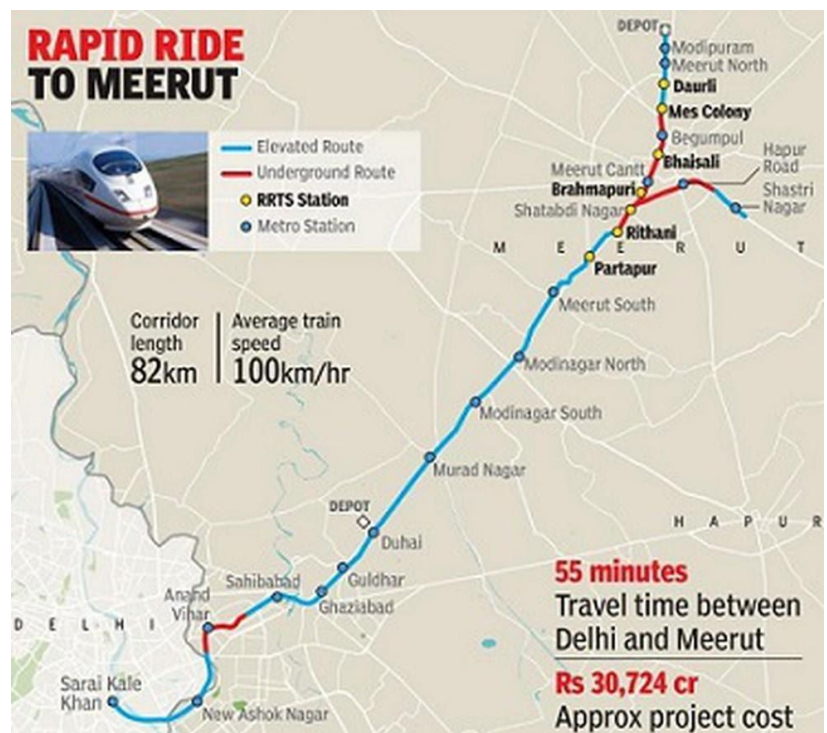 RAPID RIDE
TO MEERUT
Elevated Route
Underground Route
RRTS Station
Metro Station
DEPOT
Modipuram
Meerut North
Daurli
Mes Colony
Begumpul
Bhaisali
Hapur
Road
Meerut Cantt
Brahmapuri
Shastri
Nagar
Shatabdi Nagar
Rithani
M E E R U T
Partapur
Meerut South
Corridor
length
82km
Average train
speed
100km/hr
Modinagar North
Modinagar South
Murad Nagar
DEPOT
Duhai
H A P U R
Guldhar
Sahibabad
Ghaziabad
Anand
Vihar
D E L H I
Sarai Kale
Khan
New Ashok Nagar
55 minutes
Travel time between
Delhi and Meerut
Rs 30,724 cr
Approx project cost